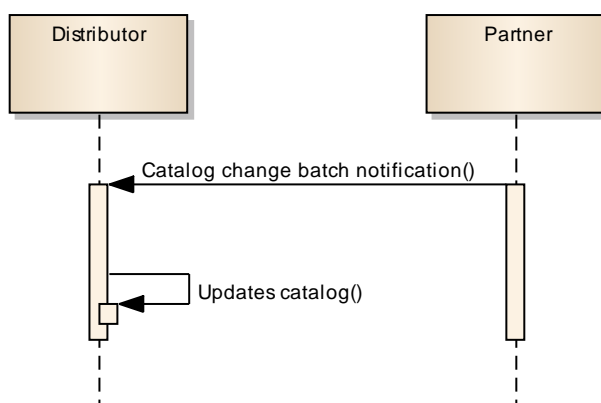 Distributor
Partner
Catalog change batch notification()
Updates catalog()